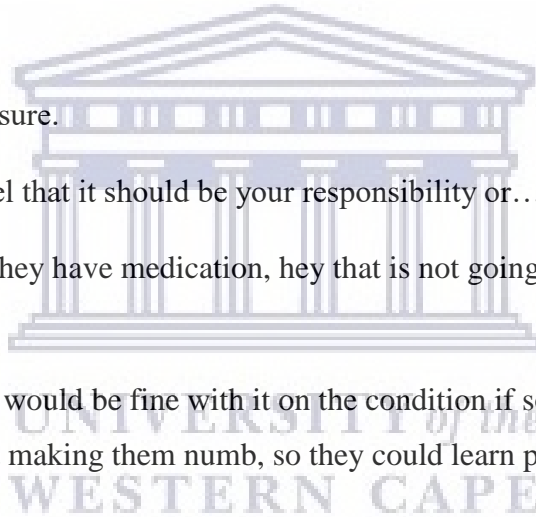 sure.
el that it should be your responsibility or…
hey have medication, hey that is not going
would be fine with it on the condition if s
UNIVERSITY of the
making them numb, so they could learn p
WESTERN CAPE